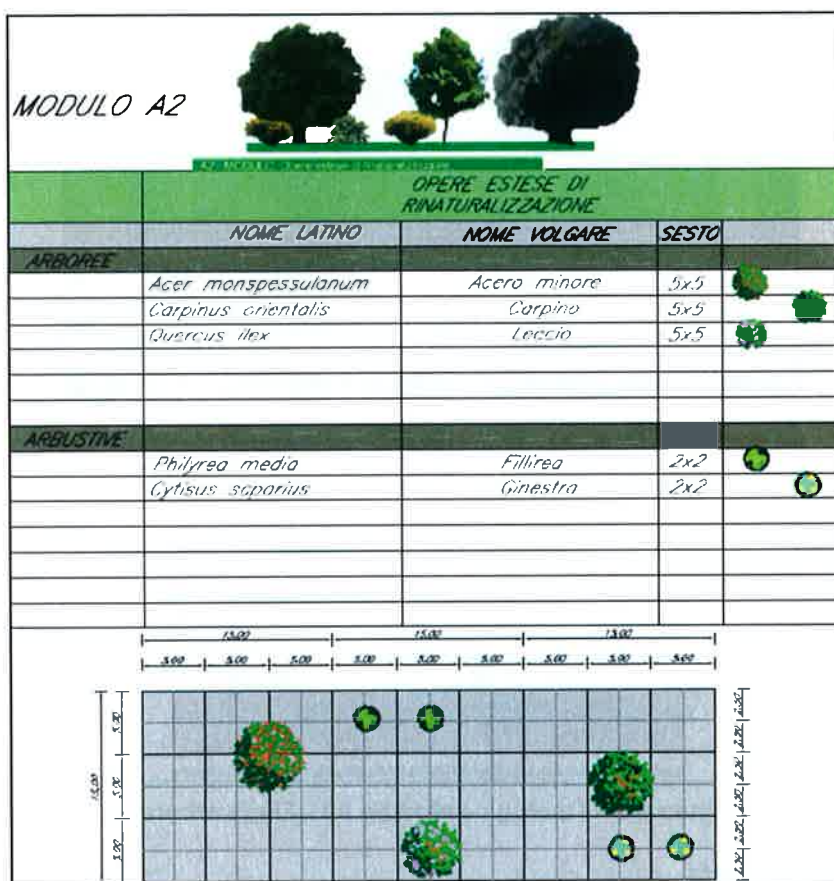 MODULO A2
OPERE ESTESE DI
RINATURALIZZAZIONE
NOME LATINO NOME VOLGARE SESTO
ARBOREE
Acer monspessulanum Acero minore 5x5
Carpinus orientalis Carpino 5x5
Quercus ilex Leccio 5x5
ARBUSTIVE
Philyrea media Fillirea 2x2
Cytisus scparius Ginestra 2x2
15.00 15.00 15.00
5.00 5.00 5.00 5.00 5.00 5.00 5.00 5.00 5.00
15.00
5.00
5.00
5.00